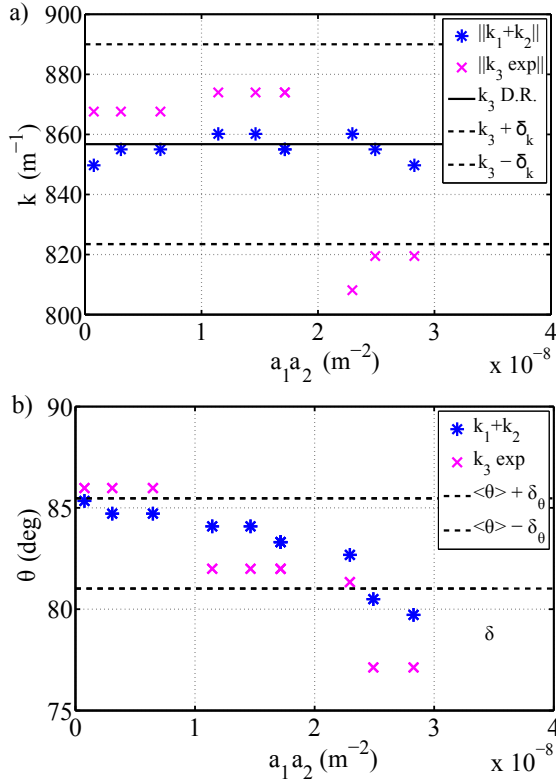 a)
900
880
860
840
820
800
k (m⁻¹)
||k₁+k₂||
||k₃ exp||
k₃ D.R.
k₃ + δₖ
k₃ − δₖ
0 1 2 3 4
a₁a₂ (m⁻²) x 10⁻⁸
b)
90
85
80
75
θ (deg)
k₁+k₂
k₃ exp
<θ> + δ_θ
<θ> − δ_θ
δ
0 1 2 3 4
a₁a₂ (m⁻²) x 10⁻⁸